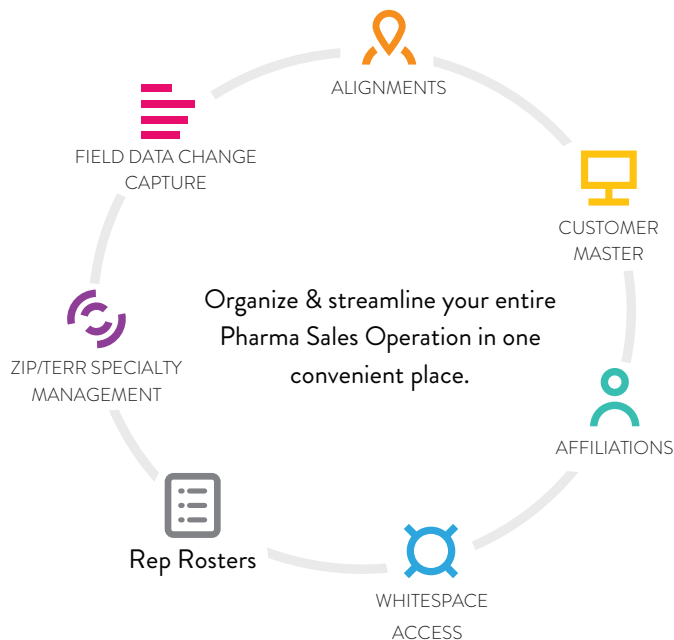 ALIGNMENTS
CUSTOMER
MASTER
AFFILIATIONS
WHITESPACE
ACCESS
Rep Rosters
ZIP/TERR SPECIALTY
MANAGEMENT
FIELD DATA CHANGE
CAPTURE
Organize & streamline your entire
Pharma Sales Operation in one
convenient place.